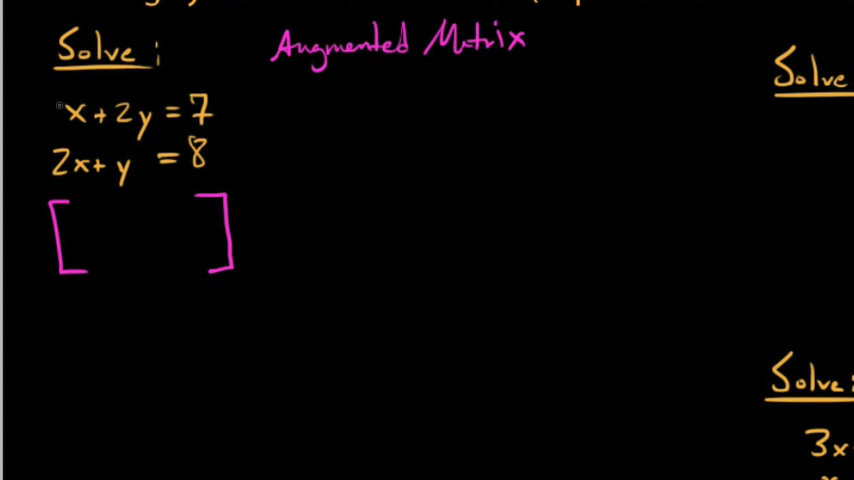 Solve:
Augmented Matrix
x+2y=7
2x+y=8
Solve
Solve:
3x